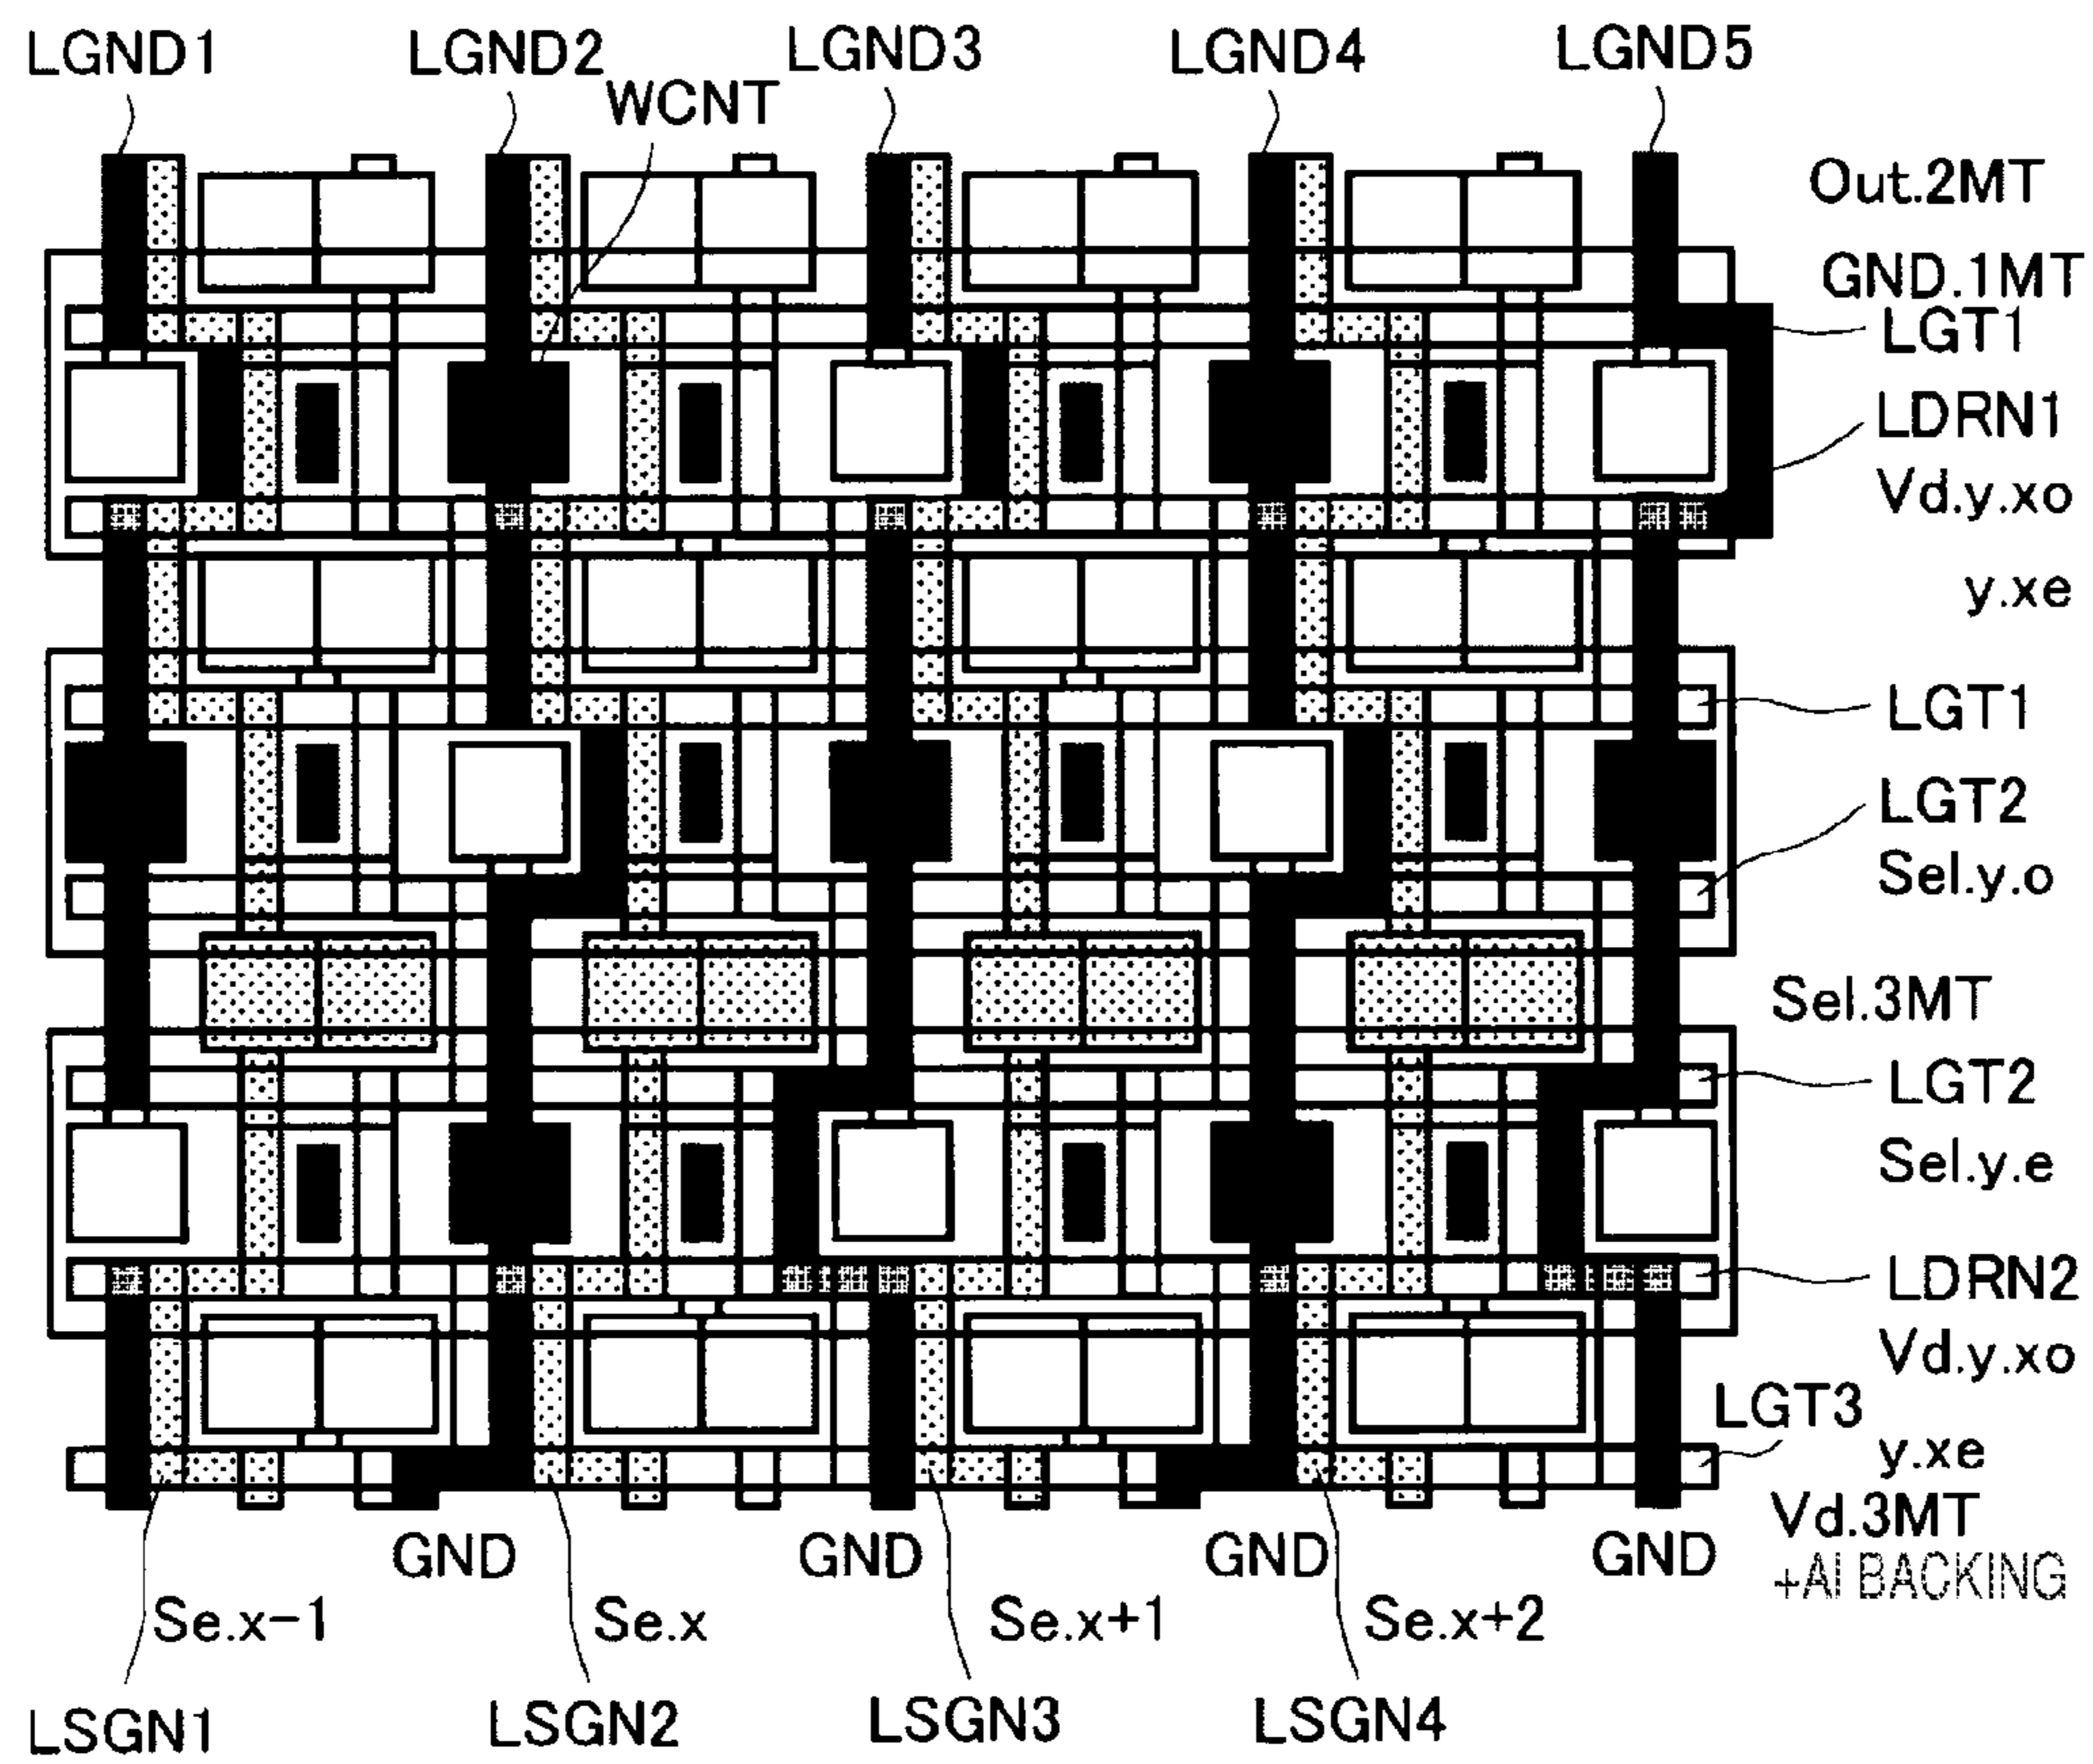 LGND1
LGND2
LGND3
LGND4
LGND5
WCNT
Out.2MT
GND.1MT
LGT1
LDRN1
Vd.y.xo
y.xe
LGT1
LGT2
Sel.y.o
Sel.3MT
LGT2
Sel.y.e
LDRN2
Vd.y.xo
LGT3
y.xe
Vd.3MT
+Al BACKING
GND
GND
GND
GND
Se.x-1
Se.x
Se.x+1
Se.x+2
LSGN1
LSGN2
LSGN3
LSGN4